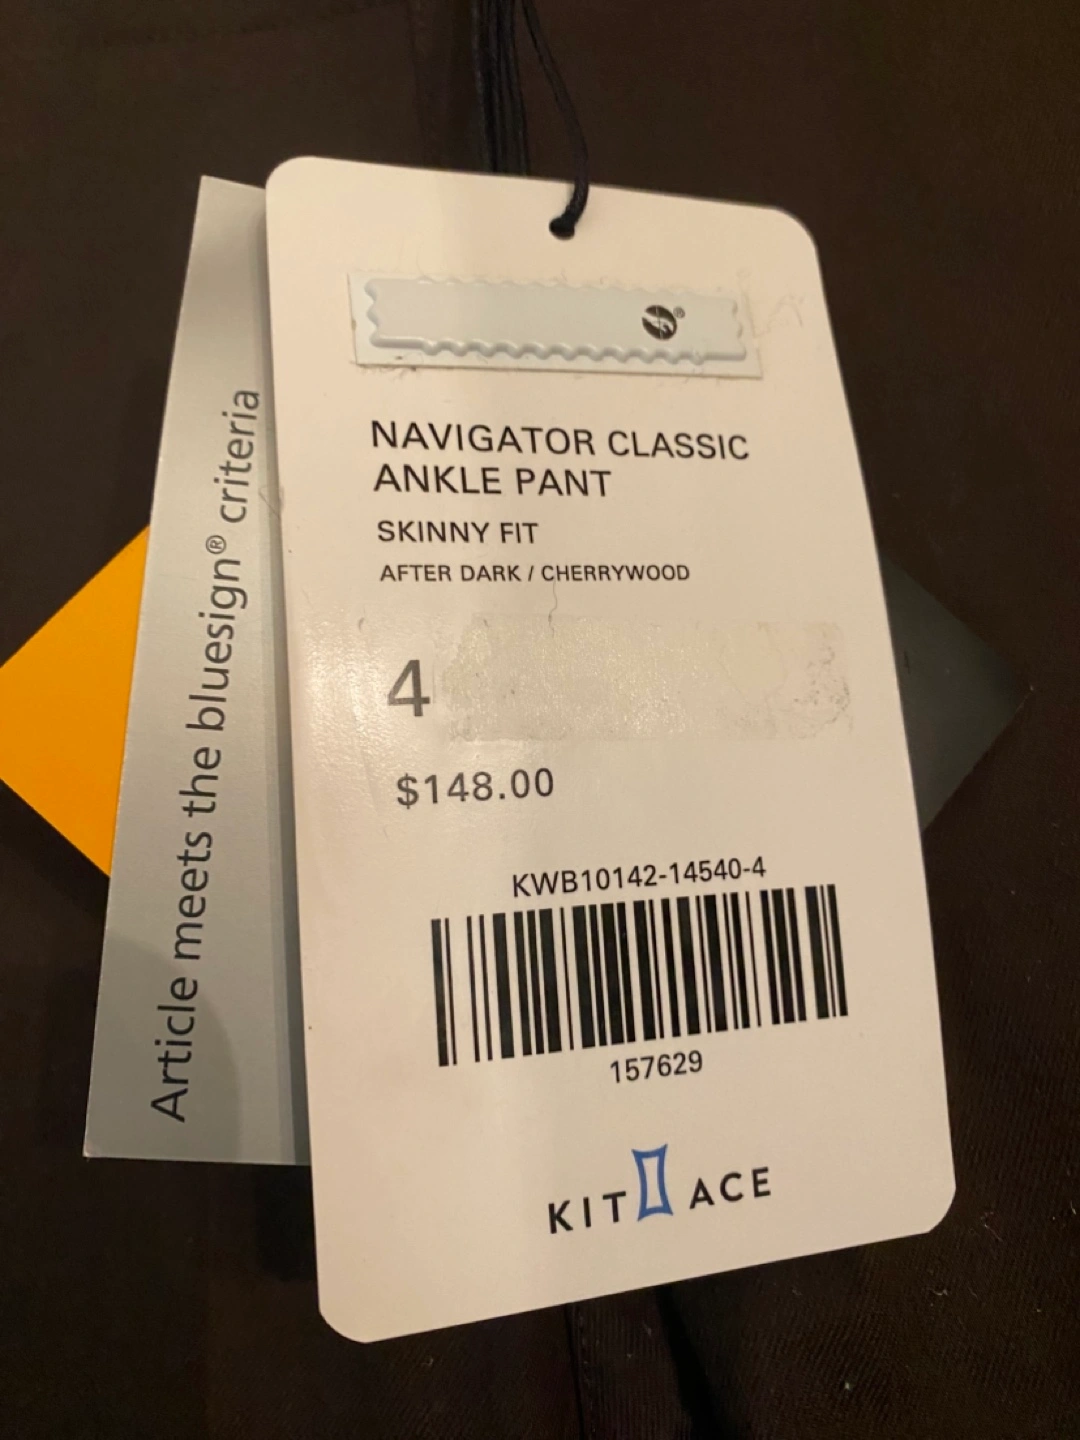 NAVIGATOR CLASSIC
ANKLE PANT
SKINNY FIT
AFTER DARK / CHERRYWOOD
4
$148.00
KWB10142-14540-4
157629
KIT ACE
Article meets the bluesign® criteria